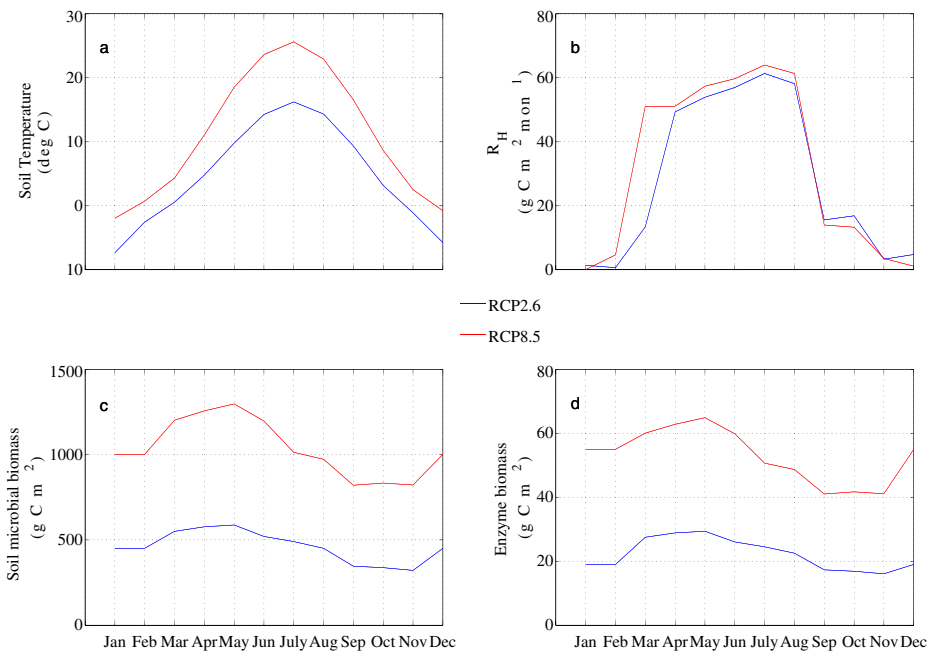 30
20
10
0
10
Soil Temperature
(deg C)
a
80
60
40
20
0
R_H
(g C m 2 mon 1)
b
RCP2.6
RCP8.5
1500
1000
500
0
Soil microbial biomass
(g C m 2)
c
Jan Feb Mar Apr May Jun July Aug Sep Oct Nov Dec
80
60
40
20
0
Enzyme biomass
(g C m 2)
d
Jan Feb Mar Apr May Jun July Aug Sep Oct Nov Dec